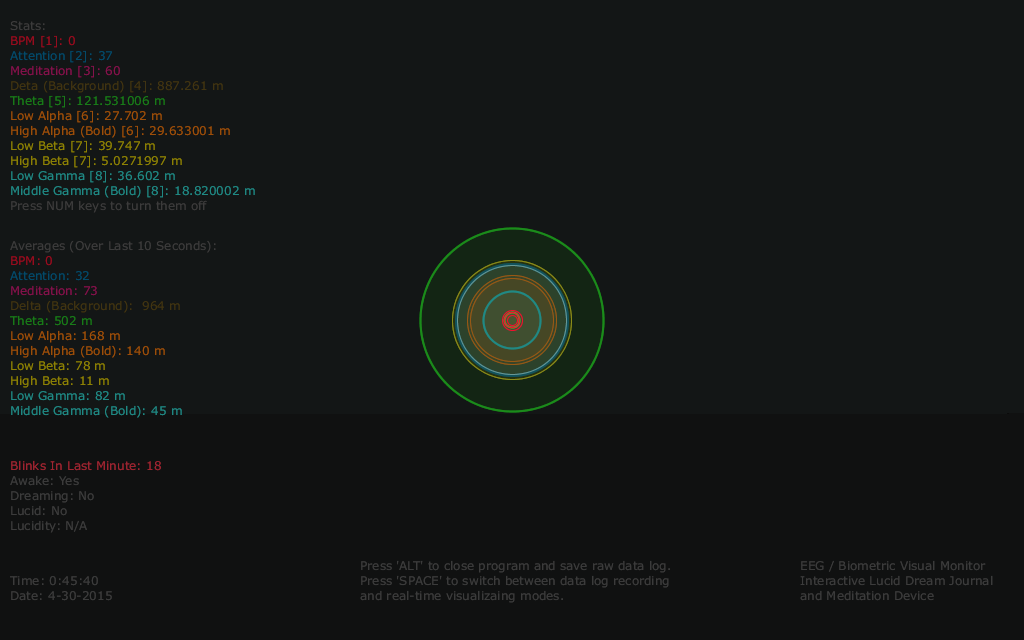 Stats:
BPM [1]: 0
Attention [2]: 37
Meditation [3]: 60
Deta (Background) [4]: 887.261 m
Theta [5]: 121.531006 m
Low Alpha [6]: 27.702 m
High Alpha (Bold) [6]: 29.633001 m
Low Beta [7]: 39.747 m
High Beta [7]: 5.0271997 m
Low Gamma [8]: 36.602 m
Middle Gamma (Bold) [8]: 18.820002 m
Press NUM keys to turn them off
Averages (Over Last 10 Seconds):
BPM: 0
Attention: 32
Meditation: 73
Delta (Background):  964 m
Theta: 502 m
Low Alpha: 168 m
High Alpha (Bold): 140 m
Low Beta: 78 m
High Beta: 11 m
Low Gamma: 82 m
Middle Gamma (Bold): 45 m
Blinks In Last Minute: 18
Awake: Yes
Dreaming: No
Lucid: No
Lucidity: N/A
Time: 0:45:40
Date: 4-30-2015
Press 'ALT' to close program and save raw data log.
Press 'SPACE' to switch between data log recording
and real-time visualizaing modes.
EEG / Biometric Visual Monitor
Interactive Lucid Dream Journal
and Meditation Device